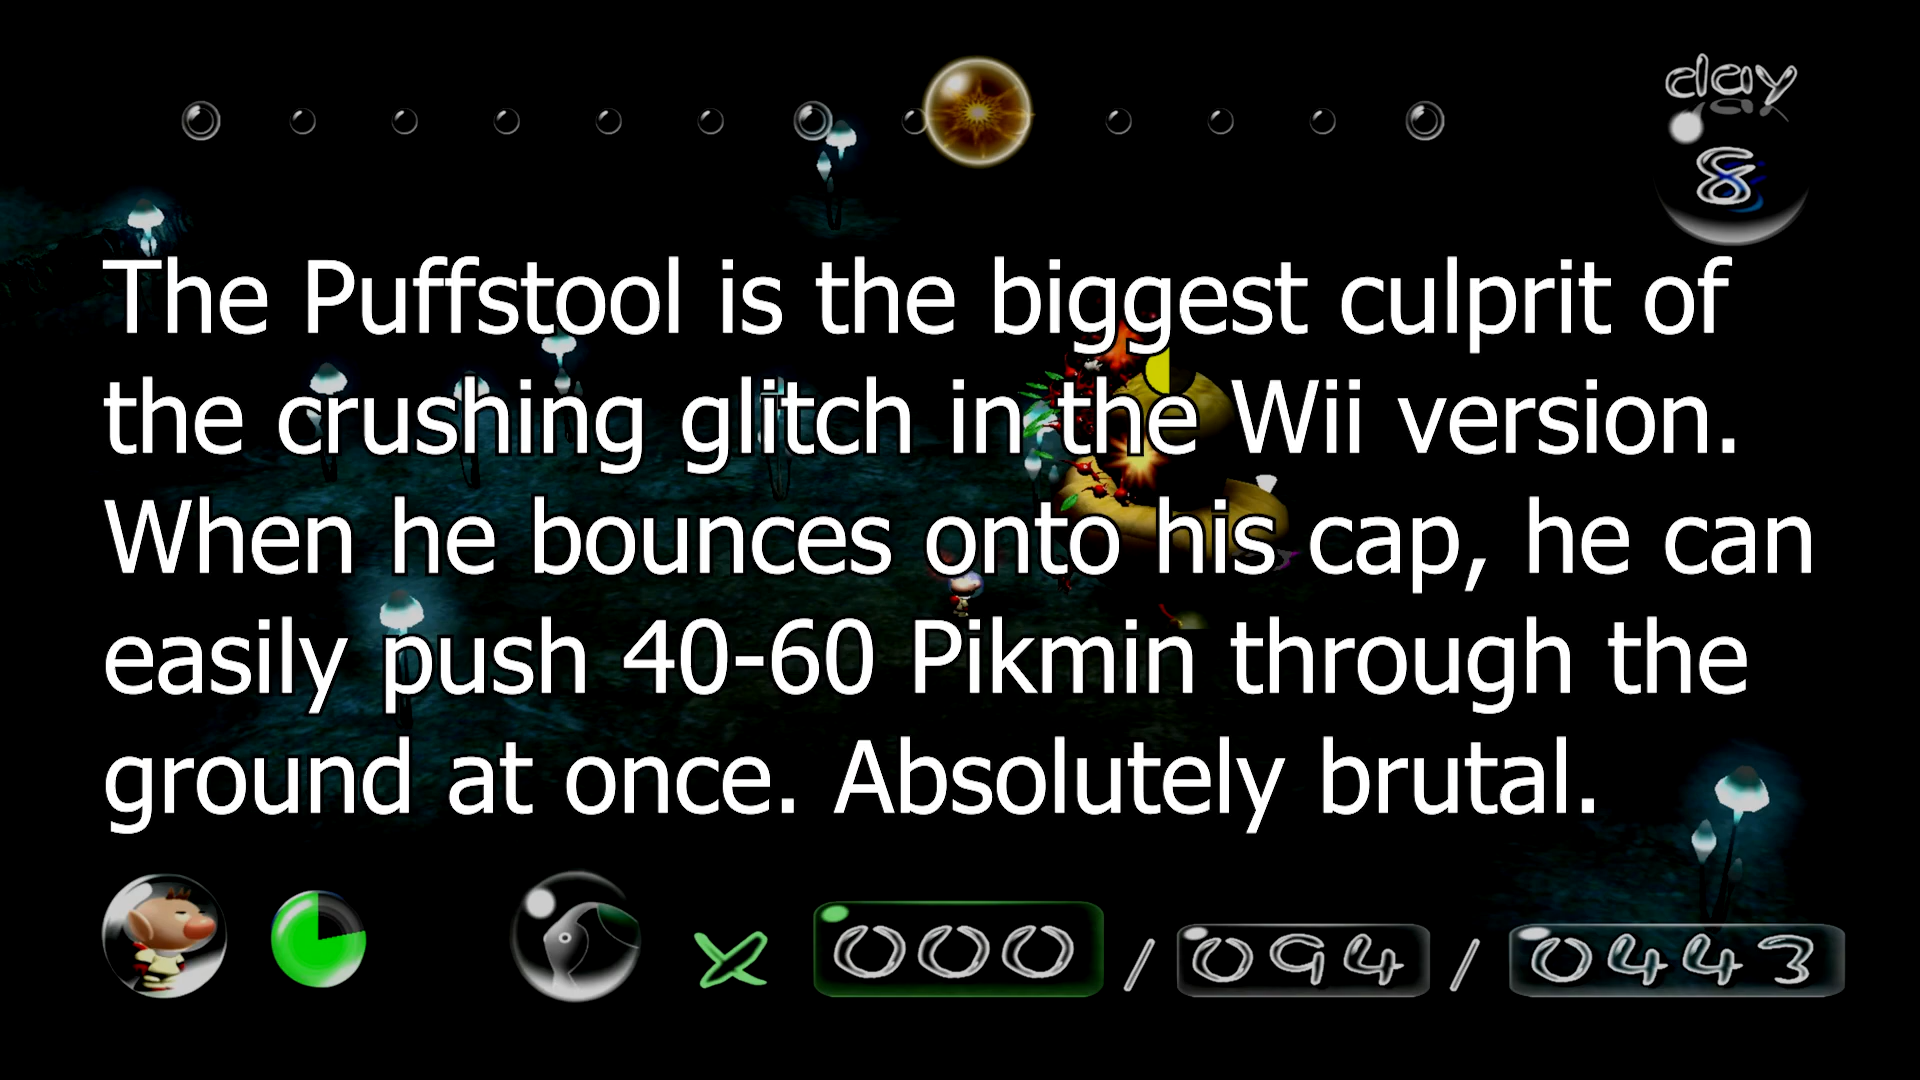 day
8
The Puffstool is the biggest culprit of
the crushing glitch in the Wii version.
When he bounces onto his cap, he can
easily push 40-60 Pikmin through the
ground at once. Absolutely brutal.
x 000 / 094 / 0443